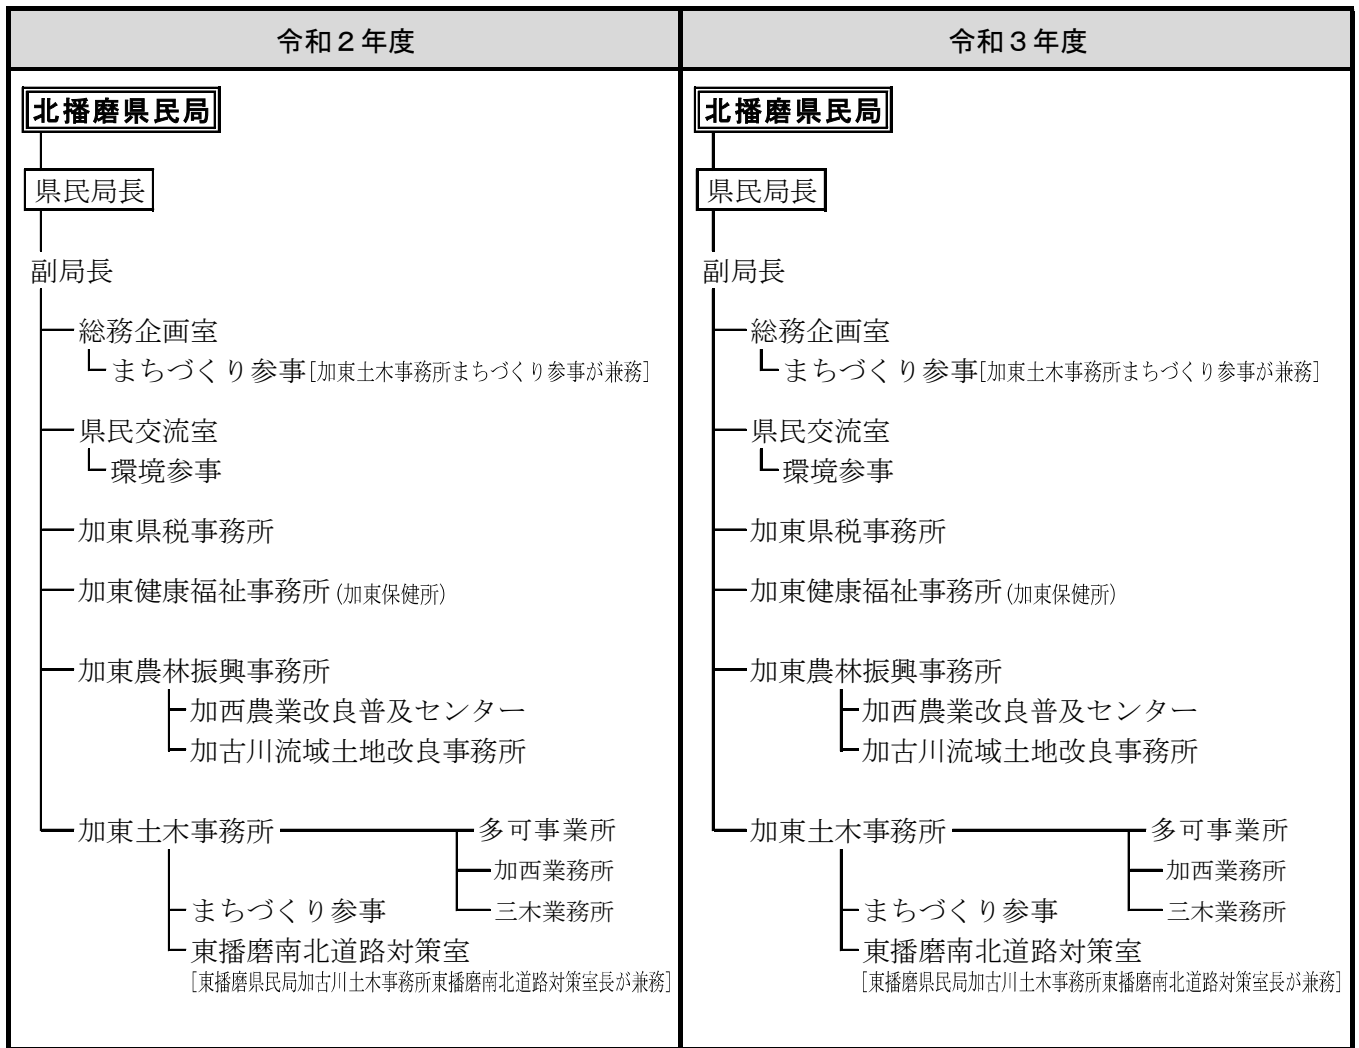 令和２年度
北播磨県民局
県民局長
副局長
総務企画室
まちづくり参事[加東土木事務所まちづくり参事が兼務]
県民交流室
環境参事
加東県税事務所
加東健康福祉事務所(加東保健所)
加東農林振興事務所
加西農業改良普及センター
加古川流域土地改良事務所
加東土木事務所 多可事業所
加西業務所
まちづくり参事 三木業務所
東播磨南北道路対策室
[東播磨県民局加古川土木事務所東播磨南北道路対策室長が兼務]
令和３年度
北播磨県民局
県民局長
副局長
総務企画室
まちづくり参事[加東土木事務所まちづくり参事が兼務]
県民交流室
環境参事
加東県税事務所
加東健康福祉事務所(加東保健所)
加東農林振興事務所
加西農業改良普及センター
加古川流域土地改良事務所
加東土木事務所 多可事業所
加西業務所
まちづくり参事 三木業務所
東播磨南北道路対策室
[東播磨県民局加古川土木事務所東播磨南北道路対策室長が兼務]